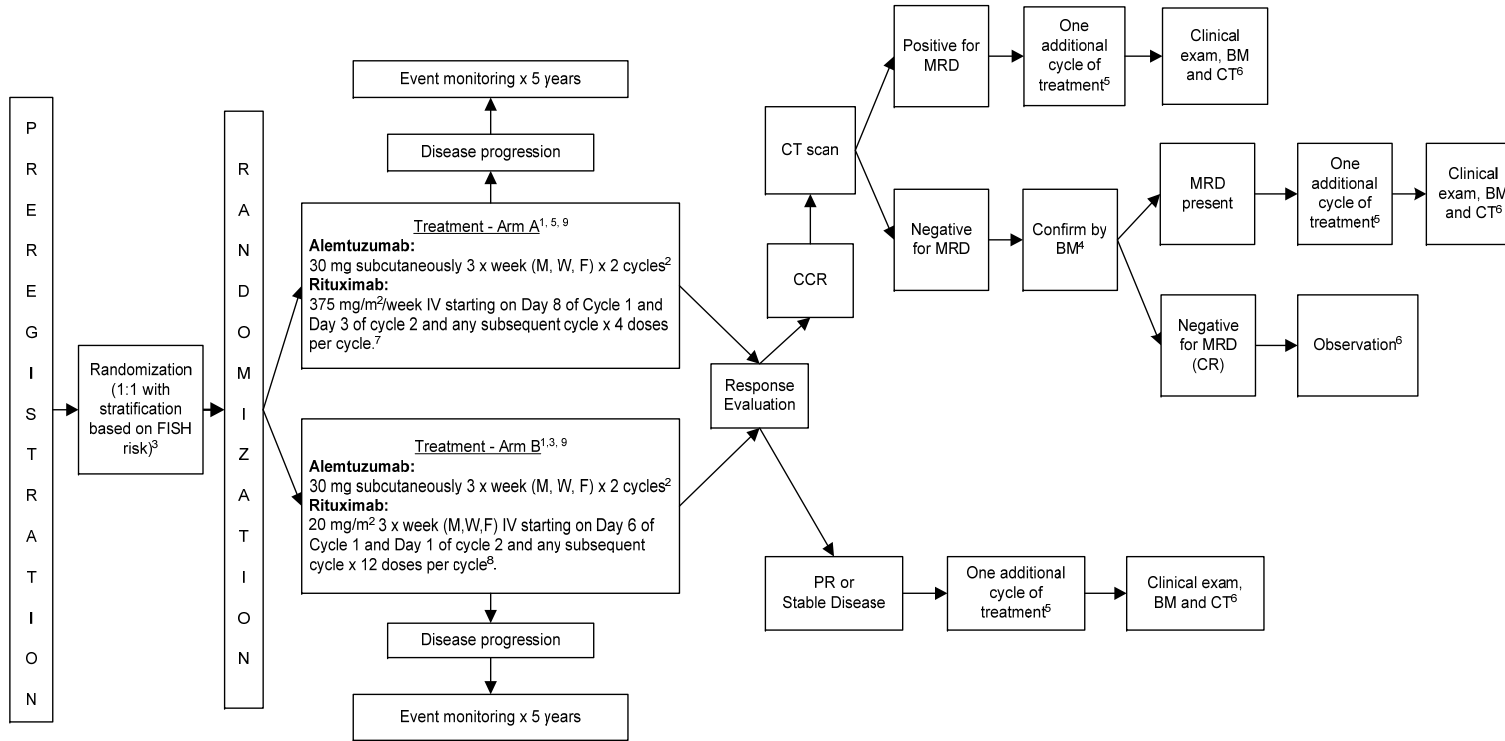 PREREGISTRATION
Randomization
(1:1 with
stratification
based on FISH
risk)³
RANDOMIZATION
Event monitoring x 5 years
Disease progression
Treatment - Arm A¹, ⁵, ⁹
Alemtuzumab:
30 mg subcutaneously 3 x week (M, W, F) x 2 cycles²
Rituximab:
375 mg/m²/week IV starting on Day 8 of Cycle 1 and
Day 3 of cycle 2 and any subsequent cycle x 4 doses
per cycle.⁷
Treatment - Arm B¹,³, ⁹
Alemtuzumab:
30 mg subcutaneously 3 x week (M, W, F) x 2 cycles²
Rituximab:
20 mg/m² 3 x week (M,W,F) IV starting on Day 6 of
Cycle 1 and Day 1 of cycle 2 and any subsequent
cycle x 12 doses per cycle⁸.
Disease progression
Event monitoring x 5 years
Response
Evaluation
CCR
CT scan
Positive for
MRD
One
additional
cycle of
treatment⁵
Clinical
exam, BM
and CT⁶
Negative
for MRD
Confirm by
BM⁴
MRD
present
One
additional
cycle of
treatment⁵
Clinical
exam, BM
and CT⁶
Negative
for MRD
(CR)
Observation⁶
PR or
Stable Disease
One additional
cycle of
treatment⁵
Clinical exam,
BM and CT⁶